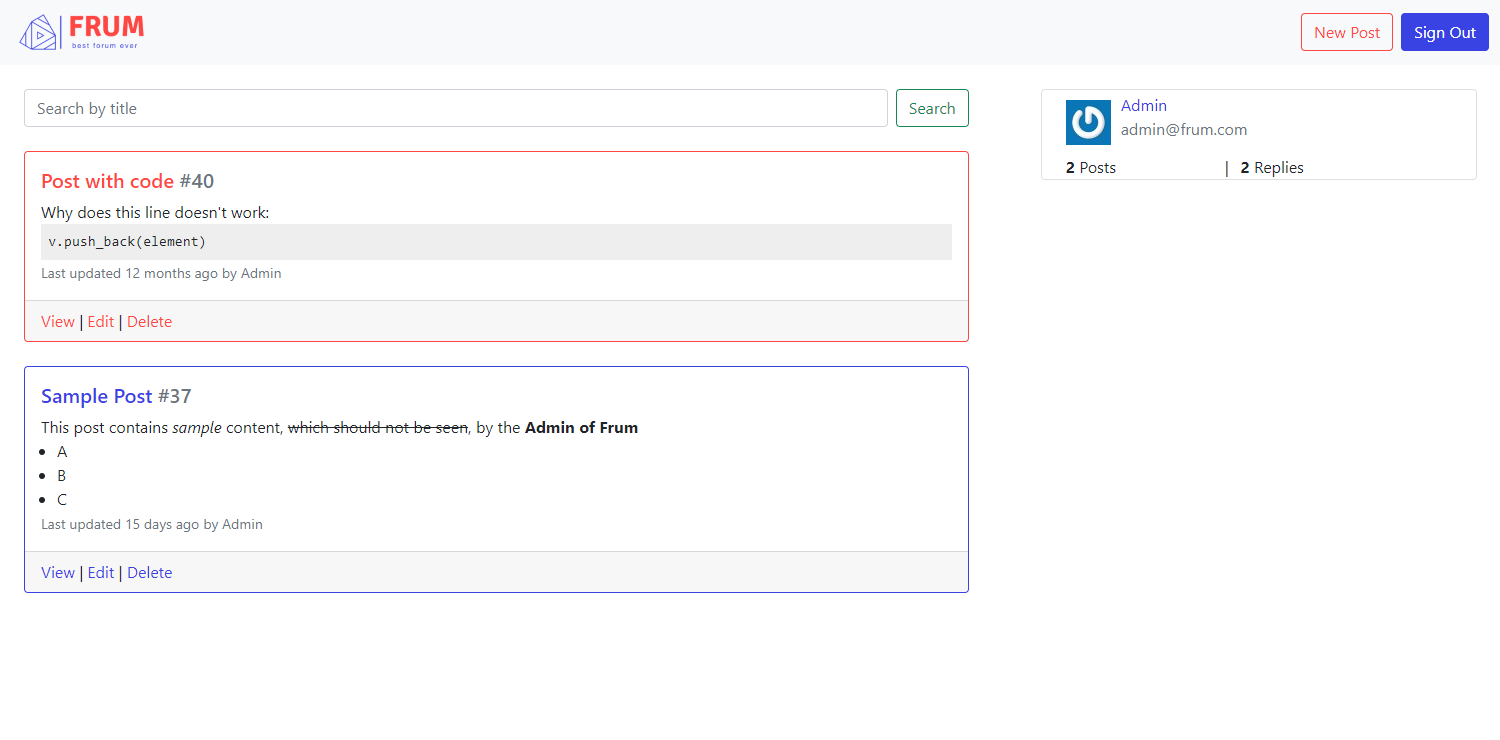 FRUM
best forum ever
New Post
Sign Out
Search by title
Search
Admin
admin@frum.com
2 Posts | 2 Replies
Post with code #40
Why does this line doesn't work:
v.push_back(element)
Last updated 12 months ago by Admin
View | Edit | Delete
Sample Post #37
This post contains sample content, which should not be seen, by the Admin of Frum
A
B
C
Last updated 15 days ago by Admin
View | Edit | Delete